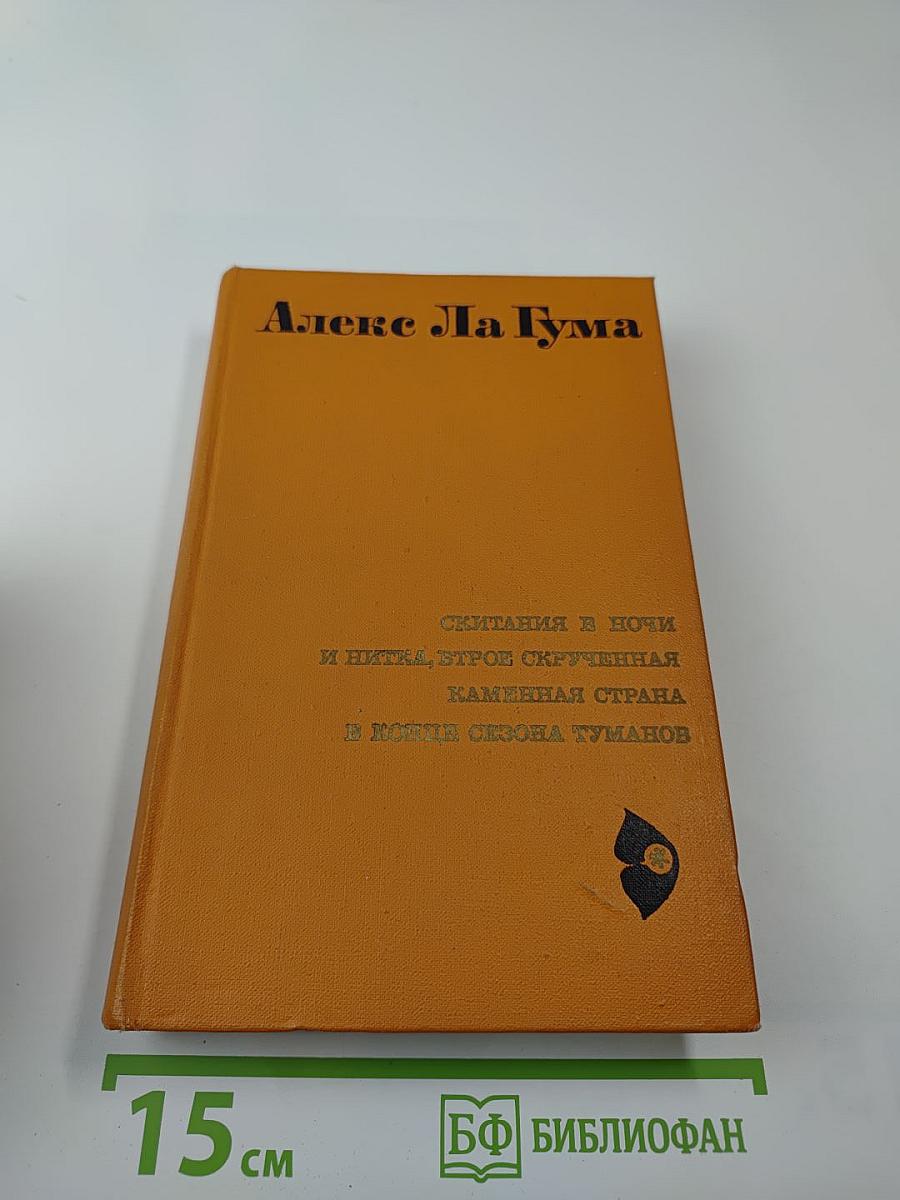 Алекс Ла Гума
СКИТАНИЯ В НОЧИ
И НИТКА, ВТРОЕ СКРУЧЕННАЯ
КАМЕННАЯ СТРАНА
В КОНЦЕ СЕЗОНА ТУМАНОВ
15 см
БФ БИБЛИОФАН